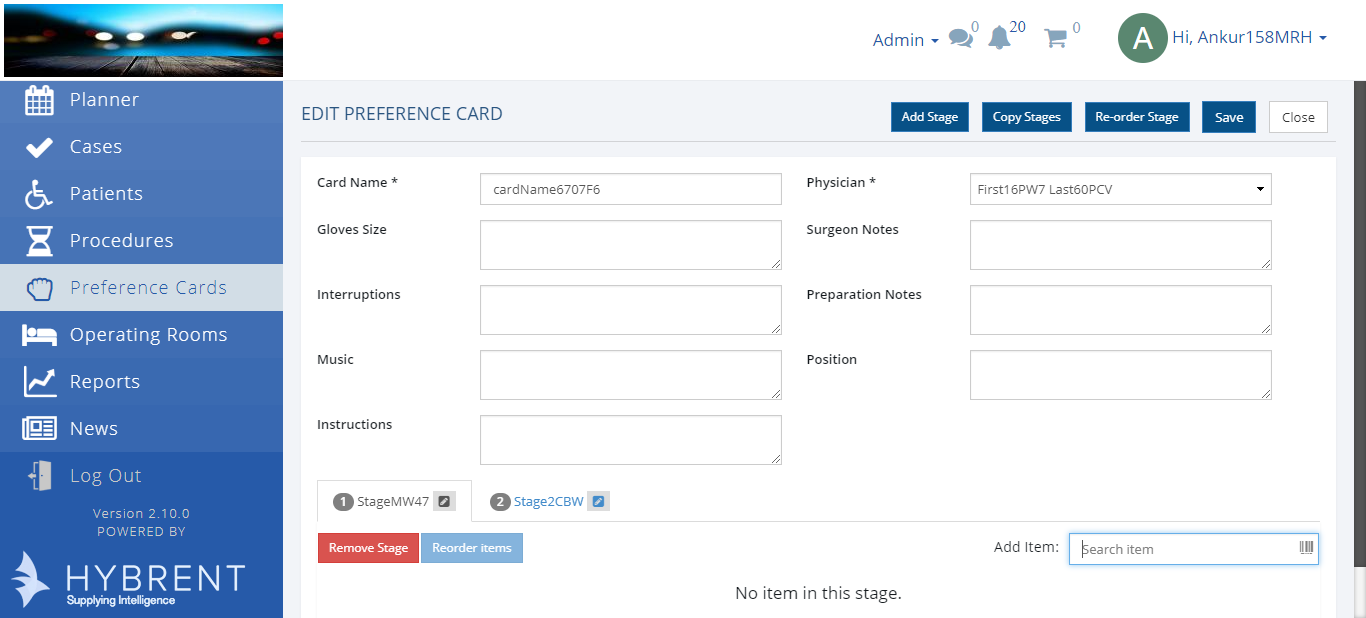 Admin 0 20 0 A Hi, Ankur158MRH
Planner
Cases
Patients
Procedures
Preference Cards
Operating Rooms
Reports
News
Log Out
Version 2.10.0
POWERED BY
HYBRENT
Supplying Intelligence
EDIT PREFERENCE CARD Add Stage Copy Stages Re-order Stage Save Close
Card Name * cardName6707F6 Physician * First16PW7 Last60PCV
Gloves Size Surgeon Notes
Interruptions Preparation Notes
Music Position
Instructions
1 StageMW47 2 Stage2CBW
Remove Stage Reorder items Add Item: Search item
No item in this stage.